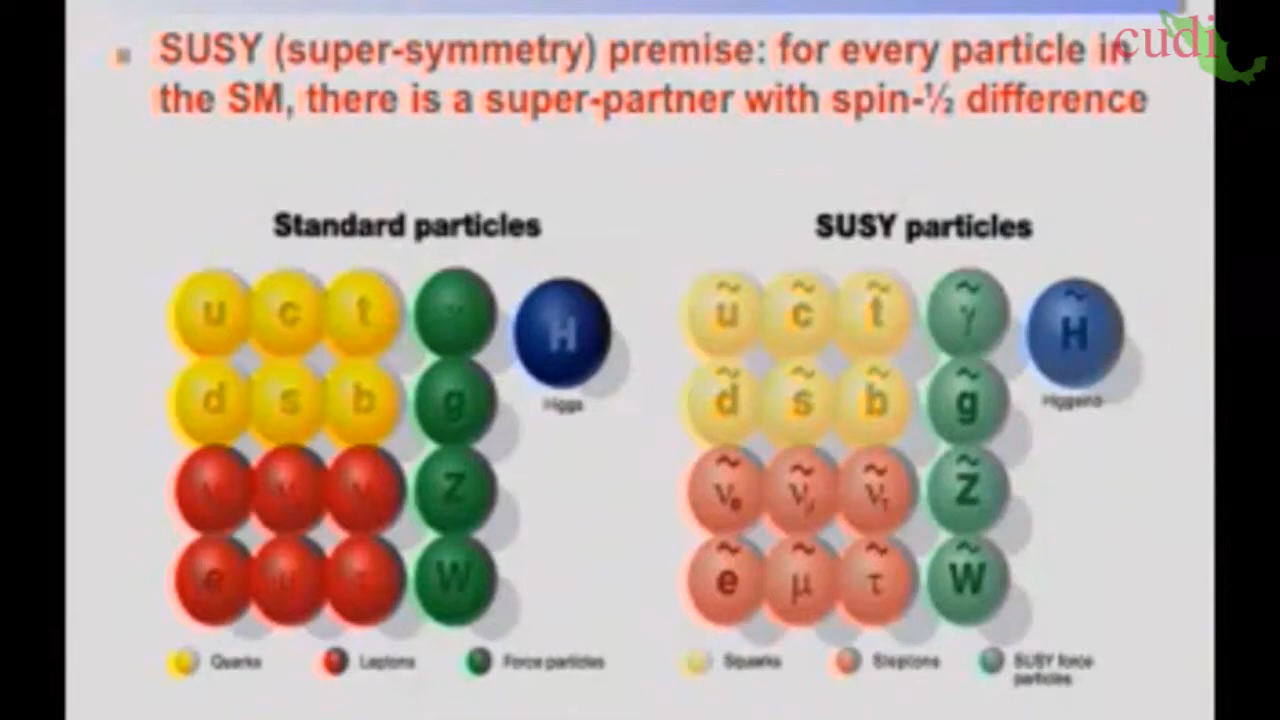 cudi
SUSY (super-symmetry) premise: for every particle in
the SM, there is a super-partner with spin-½ difference
Standard particles
SUSY particles
u c t
H
Higgs
d s b g
Z
e W
ũ c̃ t̃ γ̃
H̃
Higgsino
d̃ s̃ b̃ g̃
ν̃e ν̃μ ν̃τ Z̃
ẽ μ̃ τ̃ W̃
Quarks Leptons Force particles
Squarks Sleptons SUSY force
particles